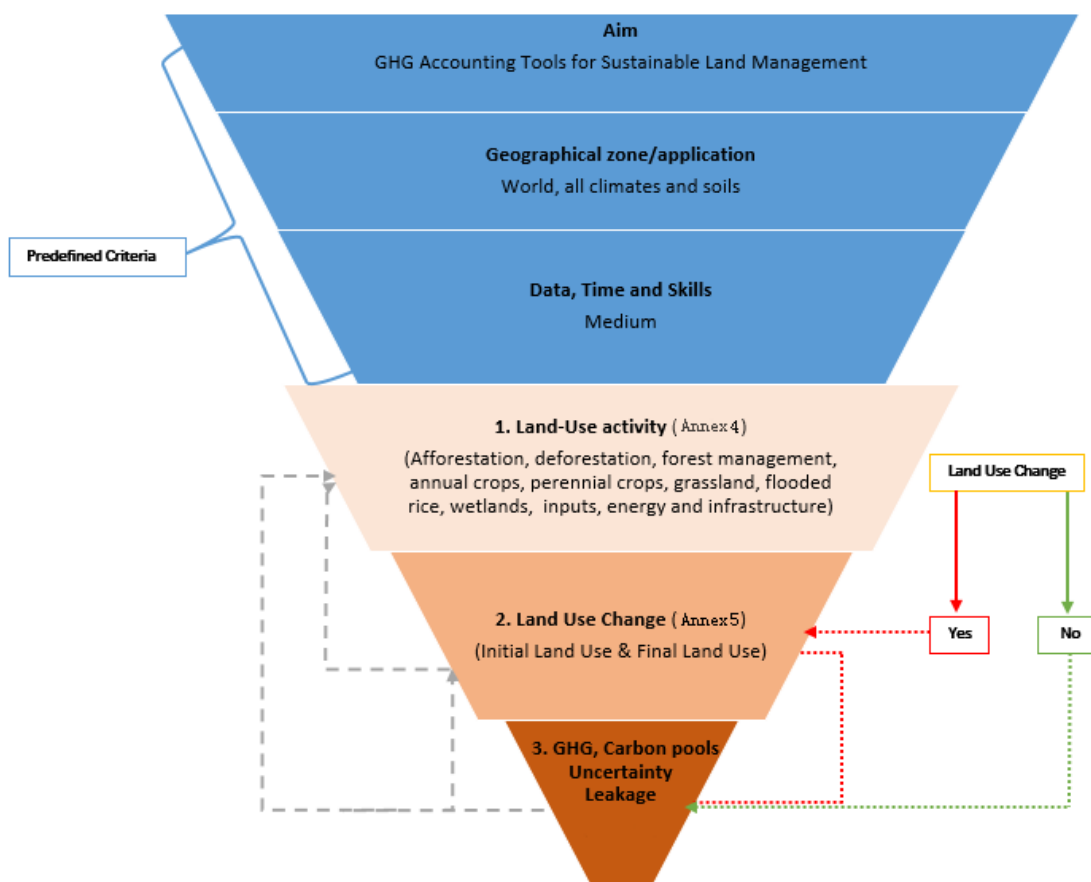 Aim
GHG Accounting Tools for Sustainable Land Management
Geographical zone/application
World, all climates and soils
Predefined Criteria
Data, Time and Skills
Medium
1. Land-Use activity (Annex4)
(Afforestation, deforestation, forest management,
annual crops, perennial crops, grassland, flooded
rice, wetlands, inputs, energy and infrastructure)
Land Use Change
2. Land Use Change (Annex5)
(Initial Land Use & Final Land Use)
Yes
No
3. GHG, Carbon pools
Uncertainty
Leakage